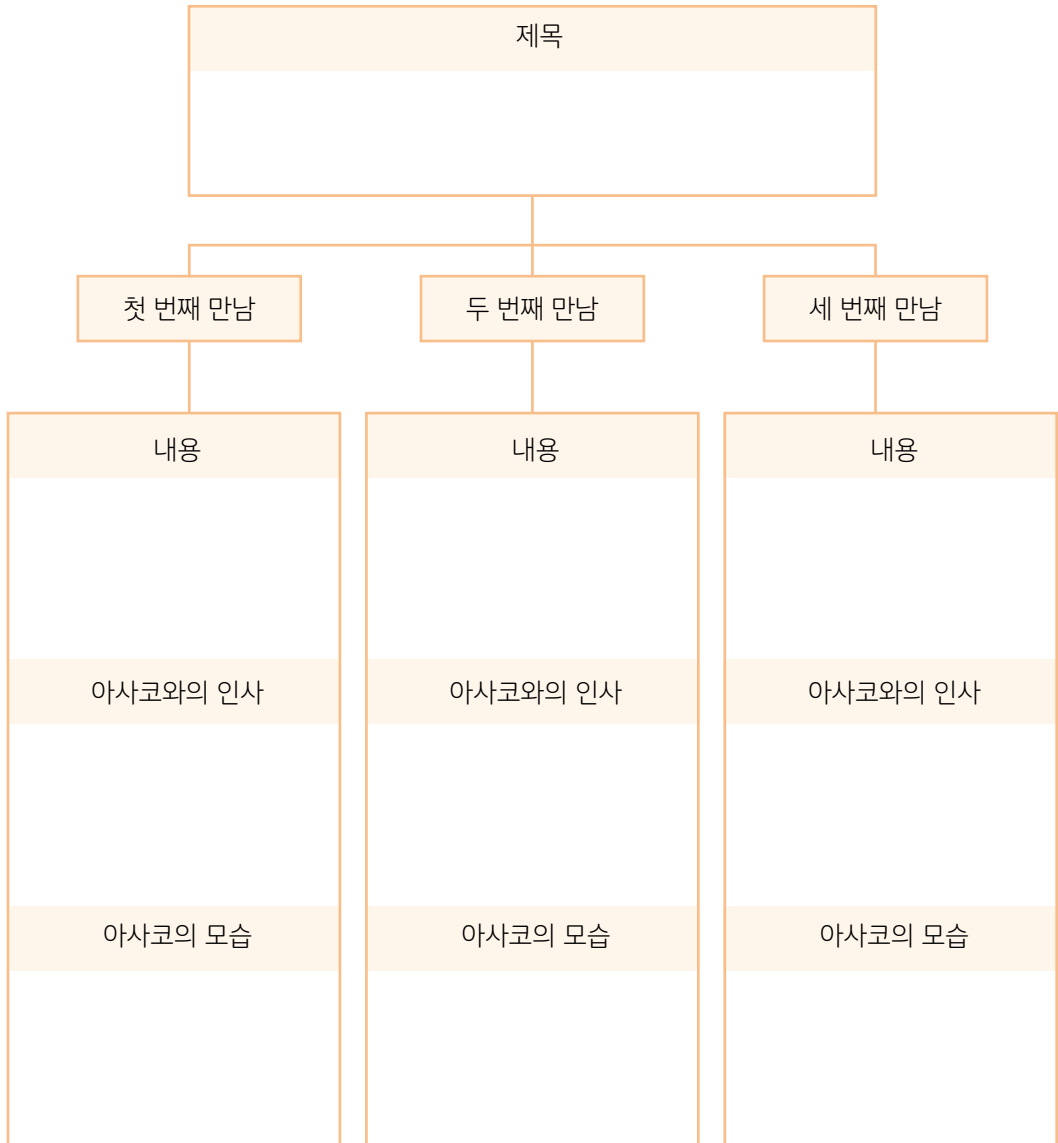 제목
첫 번째 만남
두 번째 만남
세 번째 만남
내용
내용
내용
아사코와의 인사
아사코와의 인사
아사코와의 인사
아사코의 모습
아사코의 모습
아사코의 모습